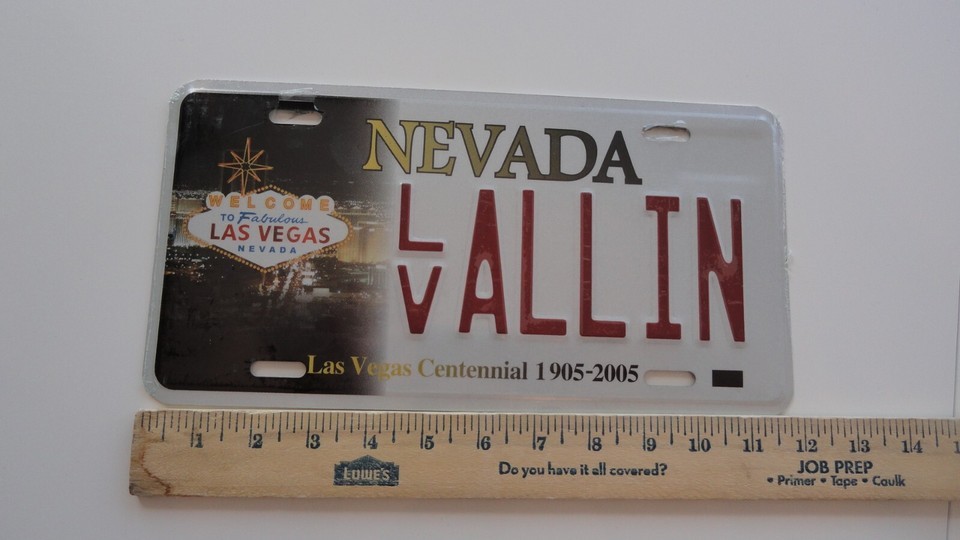 NEVADA
WELCOME
TO Fabulous
LAS VEGAS
NEVADA
LV ALLIN
Las Vegas Centennial 1905-2005
1 2 3 4 5 6 7 8 9 10 11 12 13 14
LOWE'S
Do you have it all covered?
JOB PREP
• Primer • Tape • Caulk